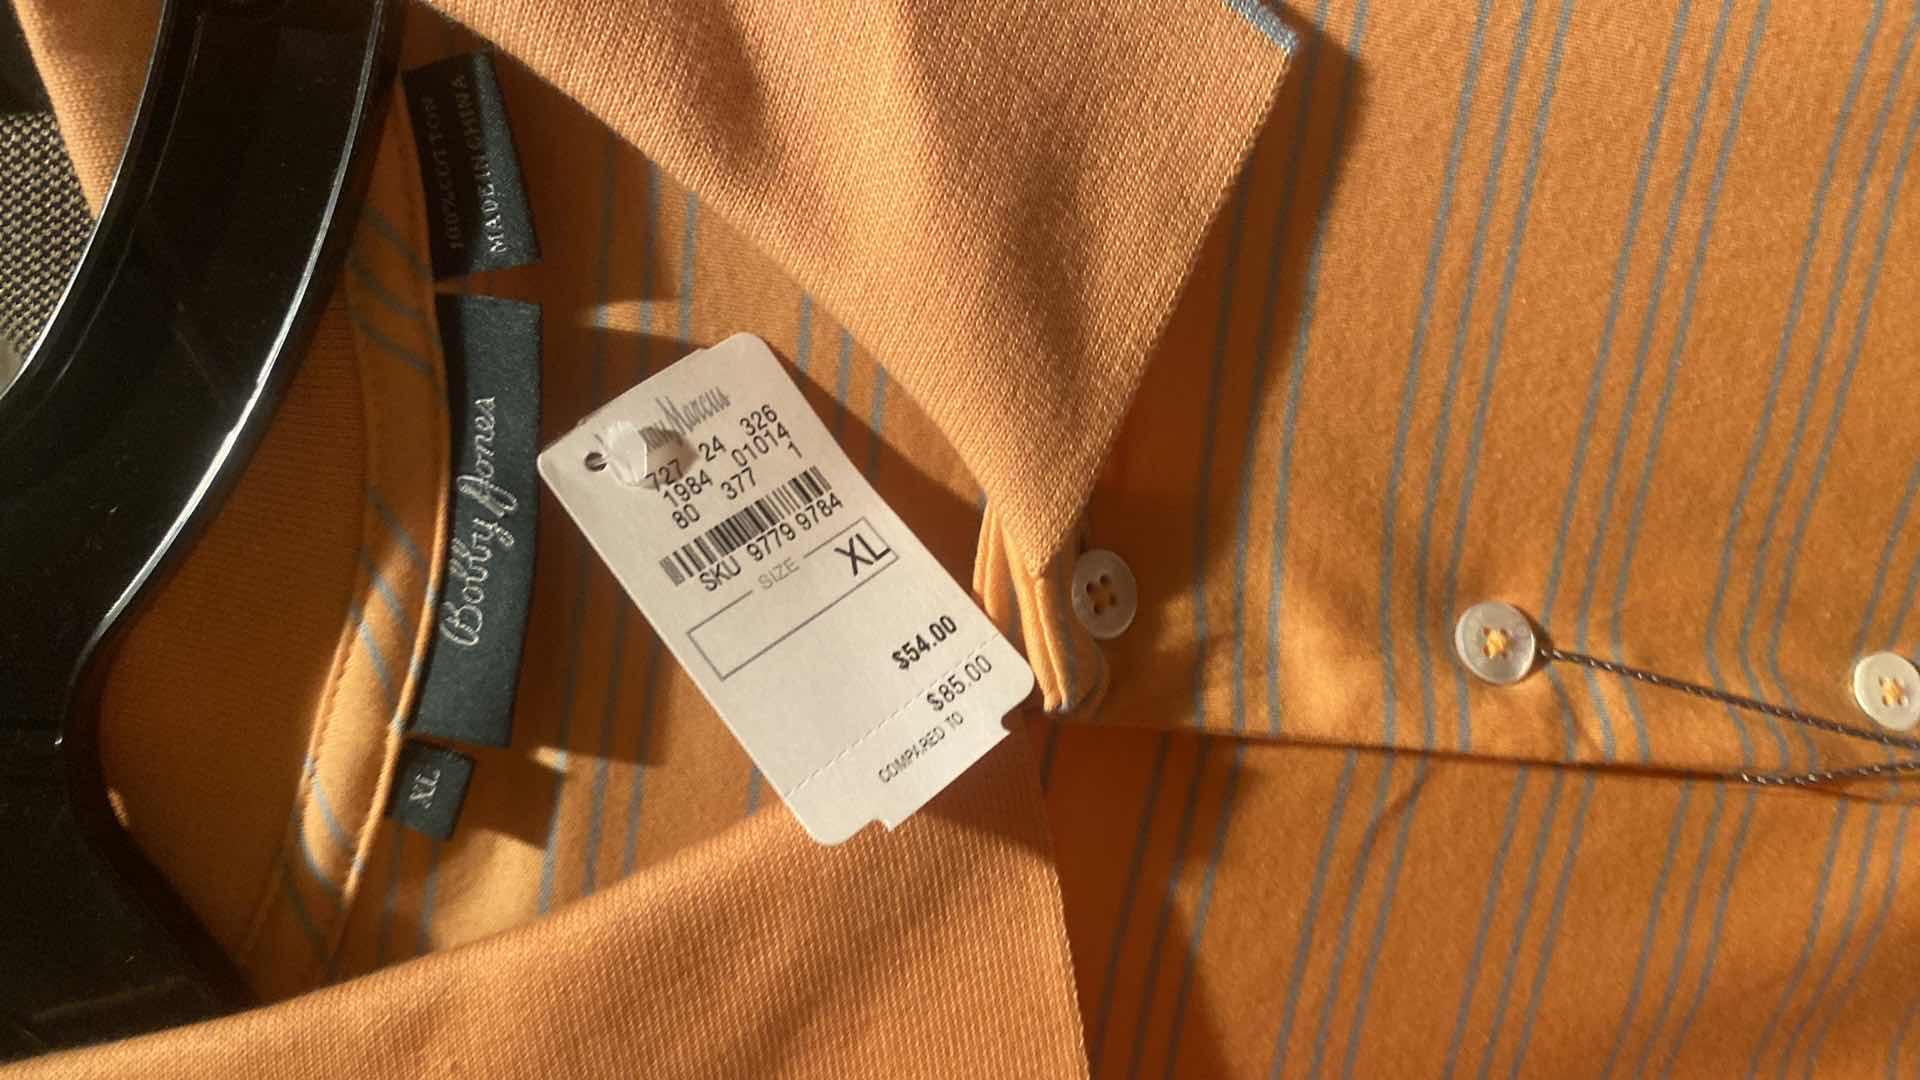 100% COTTON
MADE IN CHINA
Bobby Jones
XL
Marcus
727 24 326
1984 01014
80 377 1
SKU 9779 9784
SIZE
XL
$54.00
$85.00
COMPARED TO